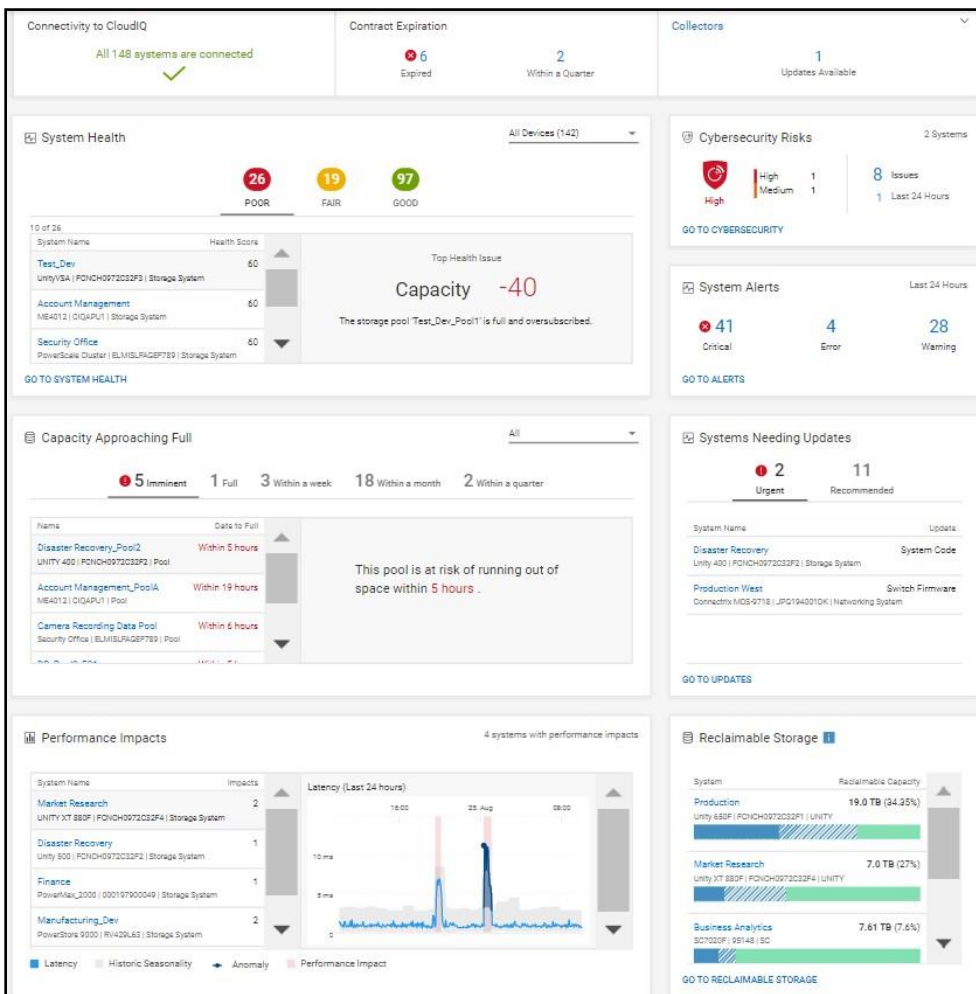 Connectivity to CloudIQ
All 148 systems are connected
Contract Expiration
6
Expired
2
Within a Quarter
Collectors
1
Updates Available
System Health
All Devices (142)
26
POOR
19
FAIR
97
GOOD
10 of 26
System Name Health Score
Test_Dev 60
UnityVSA | FCNCH0972C32F3 | Storage System
Account Management 60
ME4012 | CIQAPU1 | Storage System
Security Office 60
PowerScale Cluster | ELMISLFAGEF789 | Storage System
Top Health Issue
Capacity -40
The storage pool 'Test_Dev_Pool1' is full and oversubscribed.
GO TO SYSTEM HEALTH
Cybersecurity Risks 2 Systems
High
High 1
Medium 1
8 Issues
1 Last 24 Hours
GO TO CYBERSECURITY
System Alerts Last 24 Hours
41
Critical
4
Error
28
Warning
GO TO ALERTS
Capacity Approaching Full
All
5 Imminent 1 Full 3 Within a week 18 Within a month 2 Within a quarter
Name Date to Full
Disaster Recovery_Pool2 Within 5 hours
UNITY 400 | FCNCH0972C32F2 | Pool
Account Management_PoolA Within 19 hours
ME4012 | CIQAPU1 | Pool
Camera Recording Data Pool Within 6 hours
Security Office | ELMISLFAGEF789 | Pool
This pool is at risk of running out of
space within 5 hours .
Systems Needing Updates
2
Urgent
11
Recommended
System Name Update
Disaster Recovery System Code
Unity 400 | FCNCH0972C32F2 | Storage System
Production West Switch Firmware
Connectrix MDS-9718 | JPG194001DK | Networking System
GO TO UPDATES
Performance Impacts 4 systems with performance impacts
System Name Impacts
Market Research 2
UNITY XT 880F | FCNCH0972C32F4 | Storage System
Disaster Recovery 1
Unity 500 | FCNCH0972C32F2 | Storage System
Finance 1
PowerMax_2000 | 000197900049 | Storage System
Manufacturing_Dev 2
PowerStore 9000 | RV429L63 | Storage System
Latency (Last 24 hours)
16:00 25. Aug 08:00
10 ms
5 ms
0
Latency Historic Seasonality Anomaly Performance Impact
Reclaimable Storage
System Reclaimable Capacity
Production 19.0 TB (34.35%)
Unity 650F | FCNCH0972C32F1 | UNITY
Market Research 7.0 TB (27%)
Unity XT 880F | FCNCH0972C32F4 | UNITY
Business Analytics 7.61 TB (7.6%)
SC7020F | 95148 | SC
GO TO RECLAIMABLE STORAGE